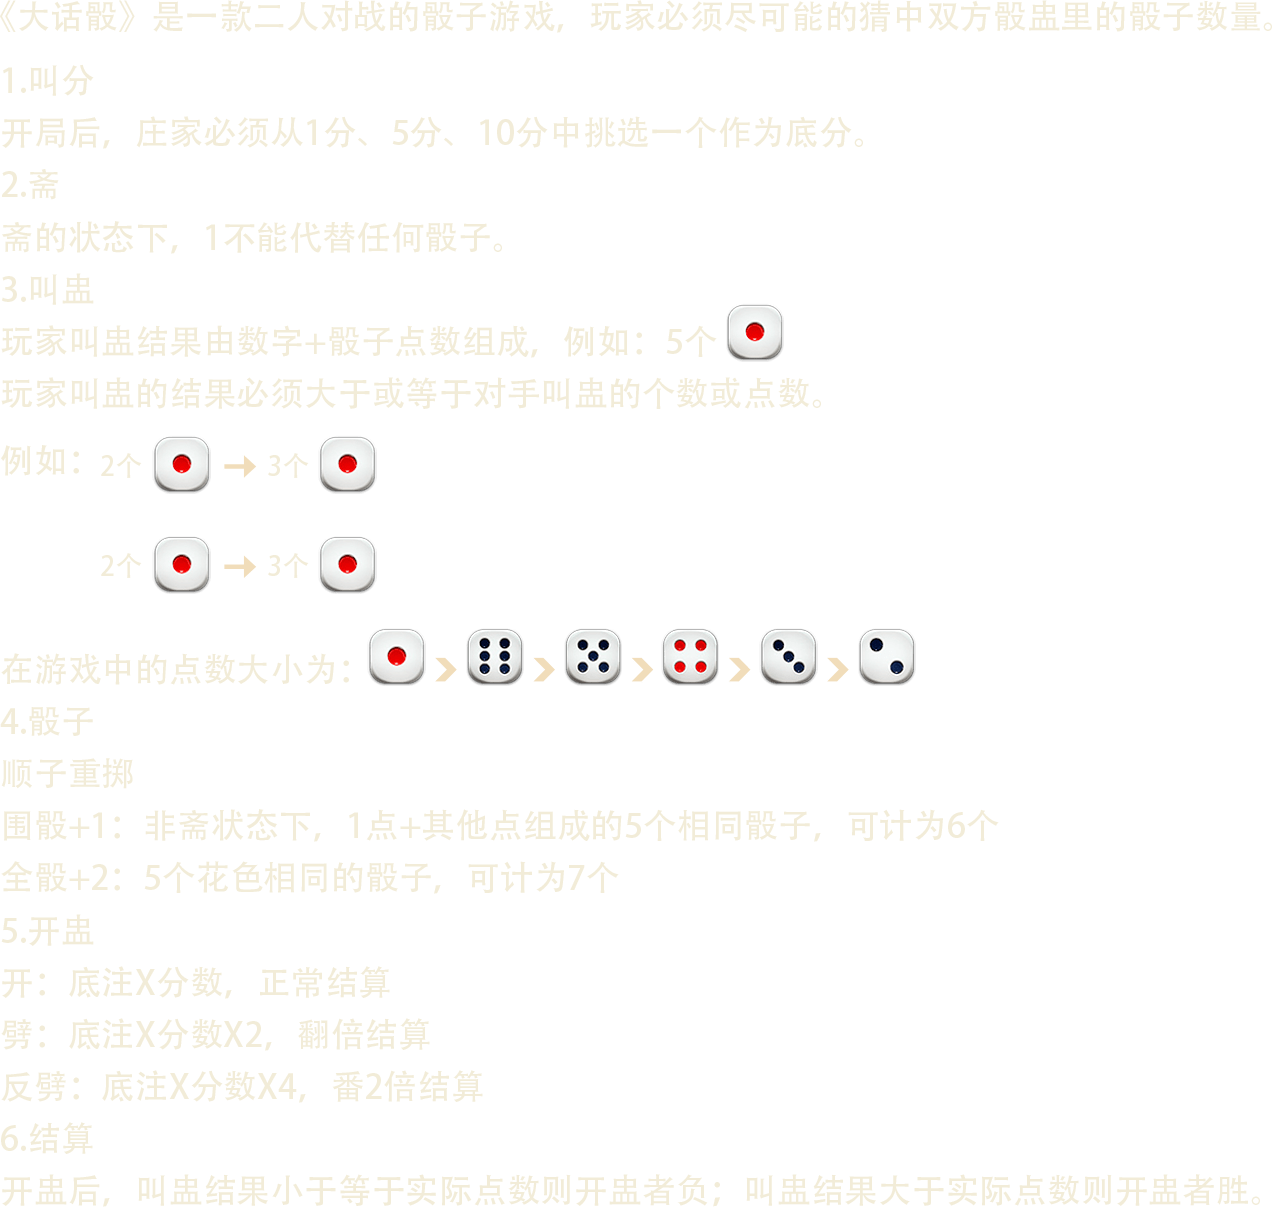 《大话骰》是一款二人对战的骰子游戏，玩家必须尽可能的猜中双方骰盅里的骰子数量。
1.叫分
开局后，庄家必须从1分、5分、10分中挑选一个作为底分。
2.斋
斋的状态下，1不能代替任何骰子。
3.叫盅
玩家叫盅结果由数字+骰子点数组成，例如：5个
玩家叫盅的结果必须大于或等于对手叫盅的个数或点数。
例如：2个 → 3个
2个 → 3个
在游戏中的点数大小为：
4.骰子
顺子重掷
围骰+1：非斋状态下，1点+其他点组成的5个相同骰子，可计为6个
全骰+2：5个花色相同的骰子，可计为7个
5.开盅
开：底注X分数，正常结算
劈：底注X分数X2，翻倍结算
反劈：底注X分数X4，番2倍结算
6.结算
开盅后，叫盅结果小于等于实际点数则开盅者负；叫盅结果大于实际点数则开盅者胜。